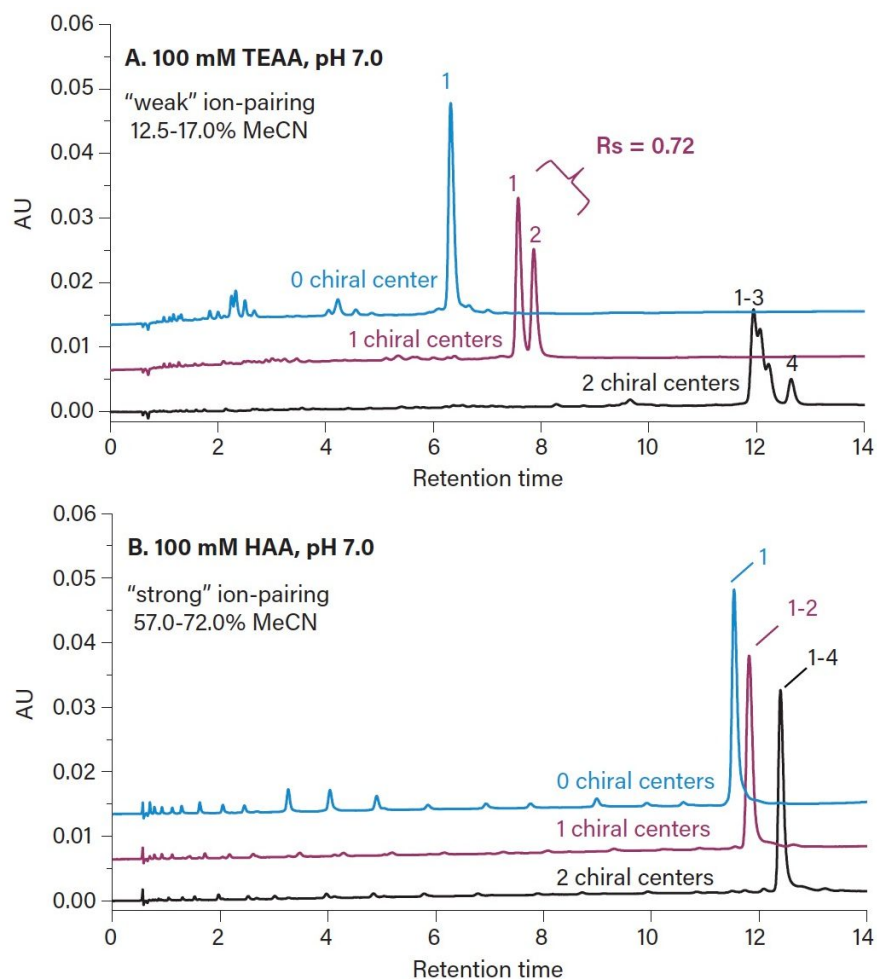 A. 100 mM TEAA, pH 7.0
“weak” ion-pairing
12.5-17.0% MeCN
AU
0.06
0.05
0.04
0.03
0.02
0.01
0.00
1
1
2
Rs = 0.72
0 chiral center
1 chiral centers
2 chiral centers
1-3
4
0 2 4 6 8 10 12 14
Retention time
B. 100 mM HAA, pH 7.0
“strong” ion-pairing
57.0-72.0% MeCN
AU
0.06
0.05
0.04
0.03
0.02
0.01
0.00
1
1-2
1-4
0 chiral centers
1 chiral centers
2 chiral centers
0 2 4 6 8 10 12 14
Retention time